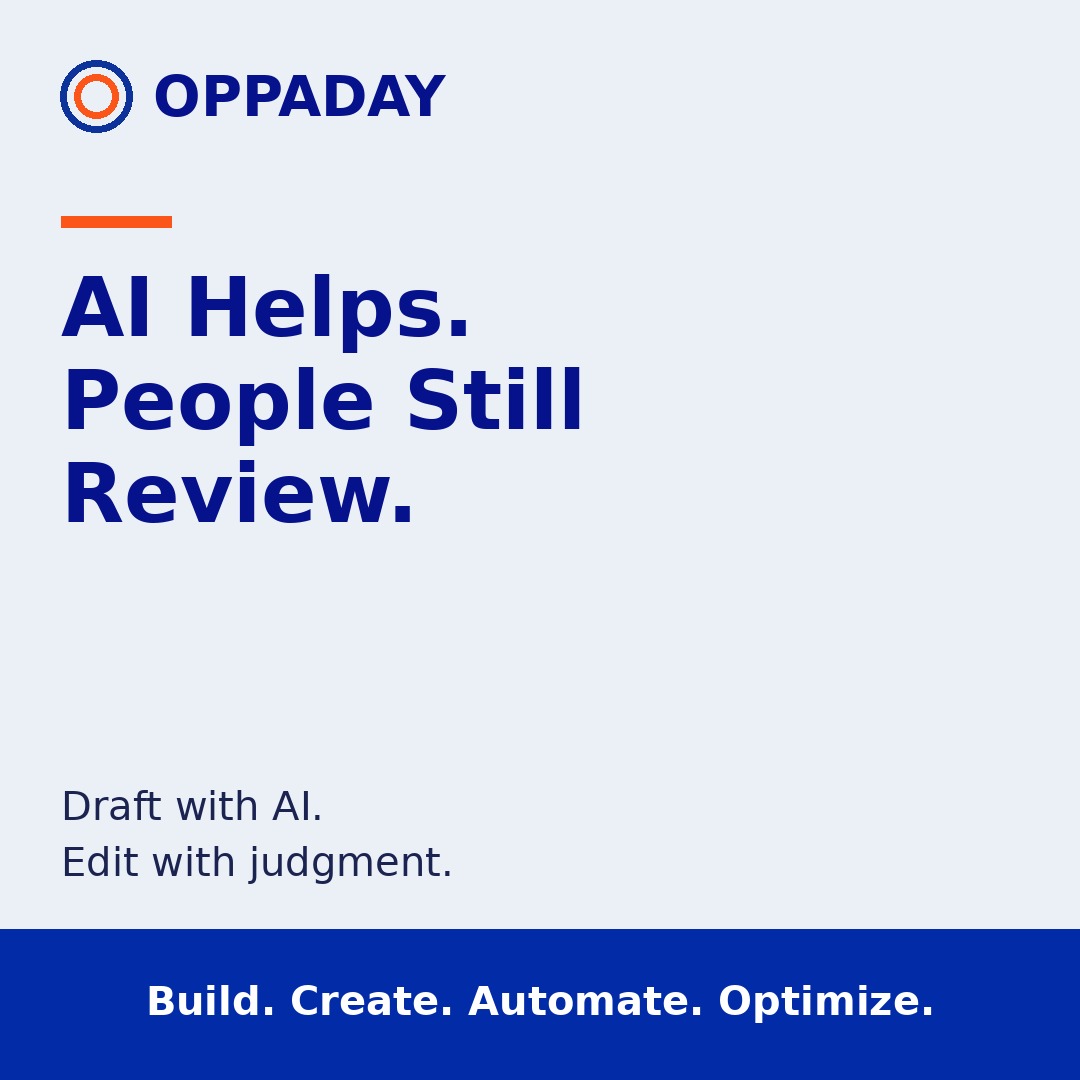 OPPADAY
AI Helps.
People Still
Review.
Draft with AI.
Edit with judgment.
Build. Create. Automate. Optimize.